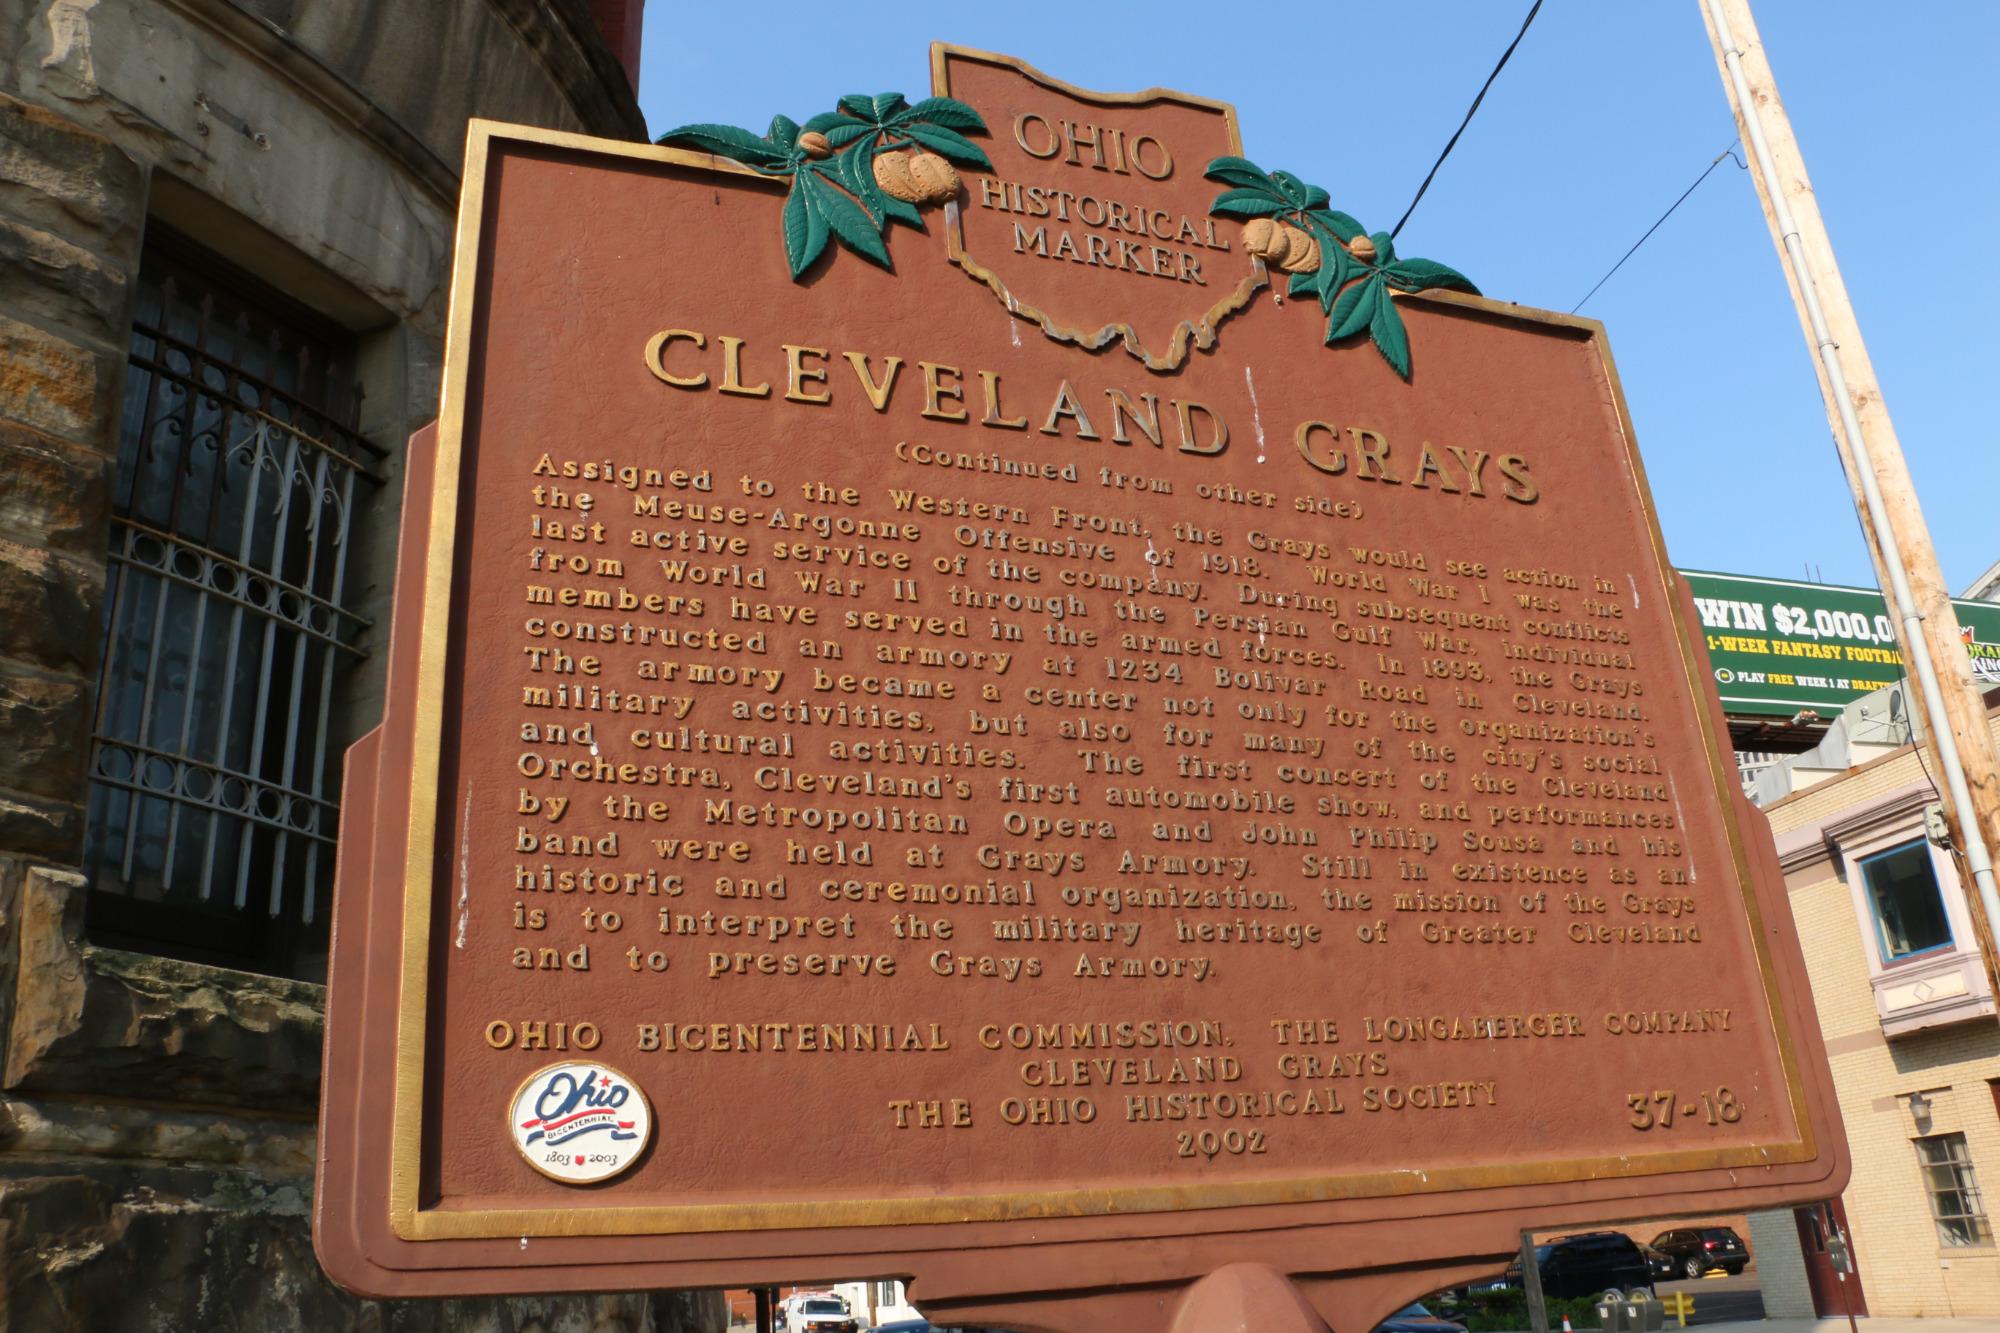 OHIO
HISTORICAL
MARKER
CLEVELAND GRAYS
(Continued from other side)
Assigned to the Western Front, the Grays would see action in
the Meuse-Argonne Offensive of 1918. World War I was the
last active service of the company. During subsequent conflicts
from World War II through the Persian Gulf War, individual
members have served in the armed forces. In 1893, the Grays
constructed an armory at 1234 Bolivar Road in Cleveland.
The armory became a center not only for the organization's
military activities, but also for many of the city's social
and cultural activities. The first concert of the Cleveland
Orchestra, Cleveland's first automobile show, and performances
by the Metropolitan Opera and John Philip Sousa and his
band were held at Grays Armory. Still in existence as an
historic and ceremonial organization, the mission of the Grays
is to interpret the military heritage of Greater Cleveland
and to preserve Grays Armory.
OHIO BICENTENNIAL COMMISSION, THE LONGABERGER COMPANY
CLEVELAND GRAYS
THE OHIO HISTORICAL SOCIETY
2002
37-18
Ohio
BICENTENNIAL
1803 2003
WIN $2,000,0
1-WEEK FANTASY FOOTBA
PLAY FREE WEEK 1 AT DRAFT